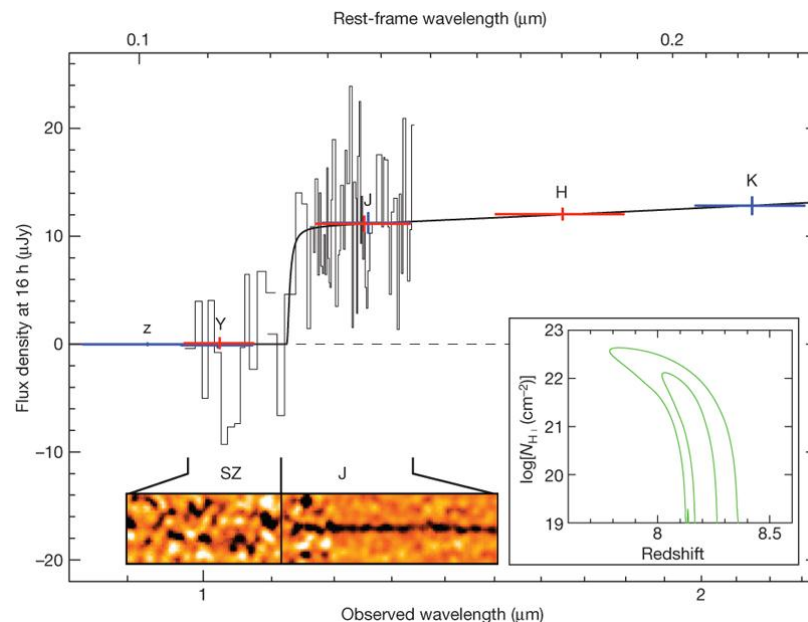 Rest-frame wavelength (μm)
0.1
0.2
20
10
0
−10
−20
Flux density at 16 h (μJy)
z
Y
J
H
K
SZ
J
23
22
21
20
19
log[N_H I (cm⁻²)]
8
8.5
Redshift
1
2
Observed wavelength (μm)